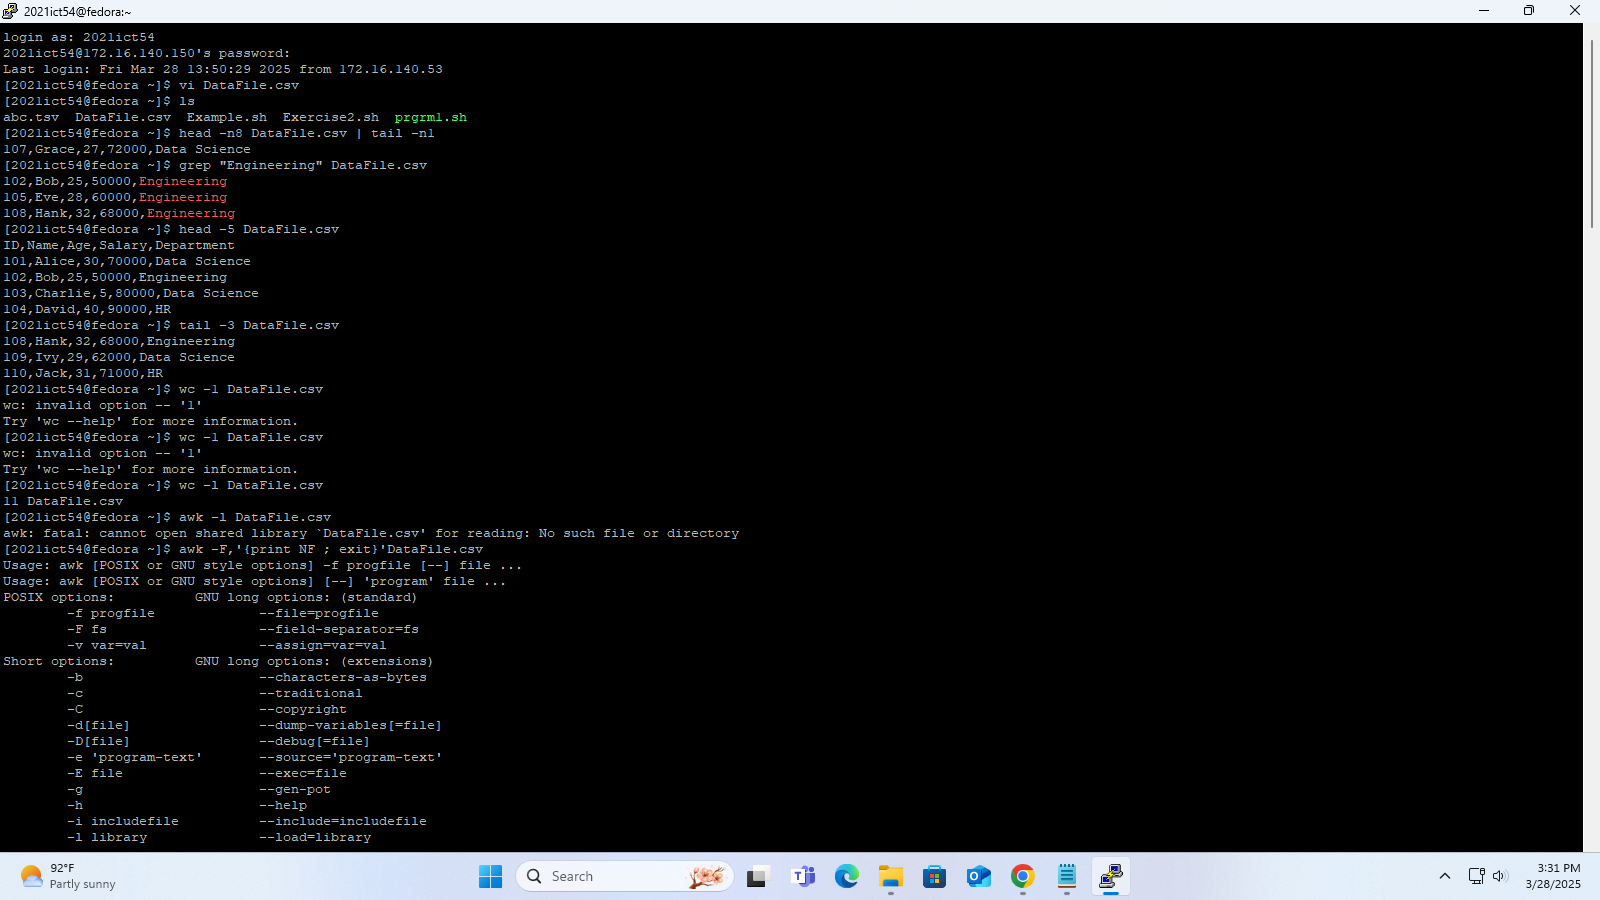 2021ict54@fedora:~
login as: 2021ict54
2021ict54@172.16.140.150's password:
Last login: Fri Mar 28 13:50:29 2025 from 172.16.140.53
[2021ict54@fedora ~]$ vi DataFile.csv
[2021ict54@fedora ~]$ ls
abc.tsv  DataFile.csv  Example.sh  Exercise2.sh  prgrm1.sh
[2021ict54@fedora ~]$ head -n8 DataFile.csv | tail -n1
107,Grace,27,72000,Data Science
[2021ict54@fedora ~]$ grep "Engineering" DataFile.csv
102,Bob,25,50000,Engineering
105,Eve,28,60000,Engineering
108,Hank,32,68000,Engineering
[2021ict54@fedora ~]$ head -5 DataFile.csv
ID,Name,Age,Salary,Department
101,Alice,30,70000,Data Science
102,Bob,25,50000,Engineering
103,Charlie,5,80000,Data Science
104,David,40,90000,HR
[2021ict54@fedora ~]$ tail -3 DataFile.csv
108,Hank,32,68000,Engineering
109,Ivy,29,62000,Data Science
110,Jack,31,71000,HR
[2021ict54@fedora ~]$ wc -1 DataFile.csv
wc: invalid option -- '1'
Try 'wc --help' for more information.
[2021ict54@fedora ~]$ wc -1 DataFile.csv
wc: invalid option -- '1'
Try 'wc --help' for more information.
[2021ict54@fedora ~]$ wc -l DataFile.csv
11 DataFile.csv
[2021ict54@fedora ~]$ awk -l DataFile.csv
awk: fatal: cannot open shared library `DataFile.csv' for reading: No such file or directory
[2021ict54@fedora ~]$ awk -F,'{print NF ; exit}'DataFile.csv
Usage: awk [POSIX or GNU style options] -f progfile [--] file ...
Usage: awk [POSIX or GNU style options] [--] 'program' file ...
POSIX options:          GNU long options: (standard)
        -f progfile             --file=progfile
        -F fs                   --field-separator=fs
        -v var=val              --assign=var=val
Short options:          GNU long options: (extensions)
        -b                      --characters-as-bytes
        -c                      --traditional
        -C                      --copyright
        -d[file]                --dump-variables[=file]
        -D[file]                --debug[=file]
        -e 'program-text'       --source='program-text'
        -E file                 --exec=file
        -g                      --gen-pot
        -h                      --help
        -i includefile          --include=includefile
        -l library              --load=library
92°F
Partly sunny
Search
3:31 PM
3/28/2025